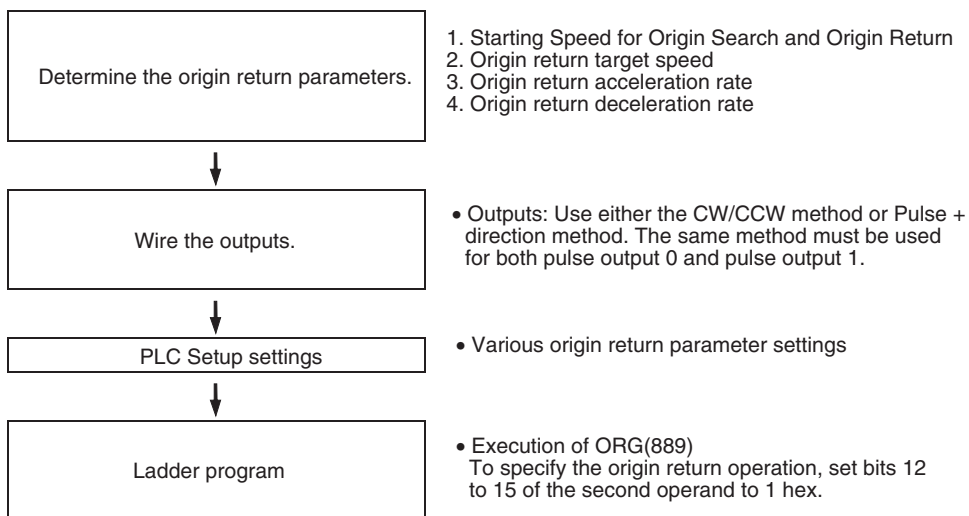 Determine the origin return parameters.
1. Starting Speed for Origin Search and Origin Return
2. Origin return target speed
3. Origin return acceleration rate
4. Origin return deceleration rate
Wire the outputs.
• Outputs: Use either the CW/CCW method or Pulse +
direction method. The same method must be used
for both pulse output 0 and pulse output 1.
PLC Setup settings
• Various origin return parameter settings
Ladder program
• Execution of ORG(889)
To specify the origin return operation, set bits 12
to 15 of the second operand to 1 hex.